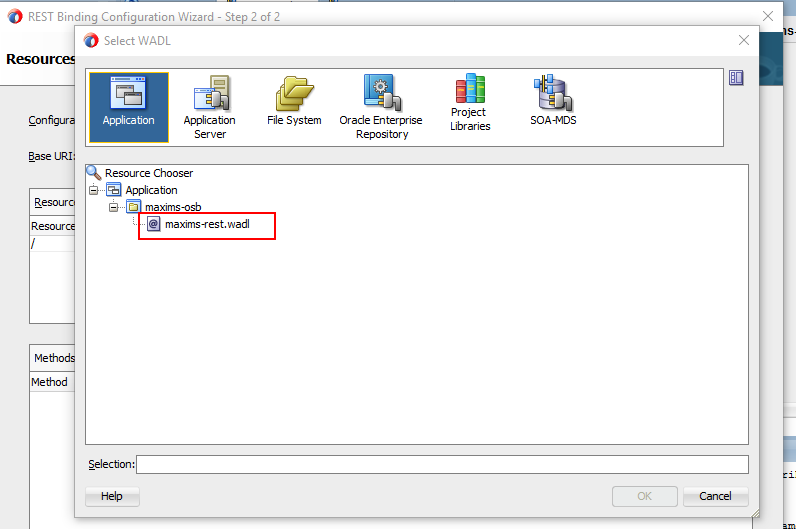 REST Binding Configuration Wizard - Step 2 of 2
Select WADL
Resources
Configura
Base URI:
Resource
Resource
/
Methods
Method
Application
Application Server
File System
Oracle Enterprise Repository
Project Libraries
SOA-MDS
Resource Chooser
Application
maxims-osb
@ maxims-rest.wadl
Selection:
Help
OK
Cancel